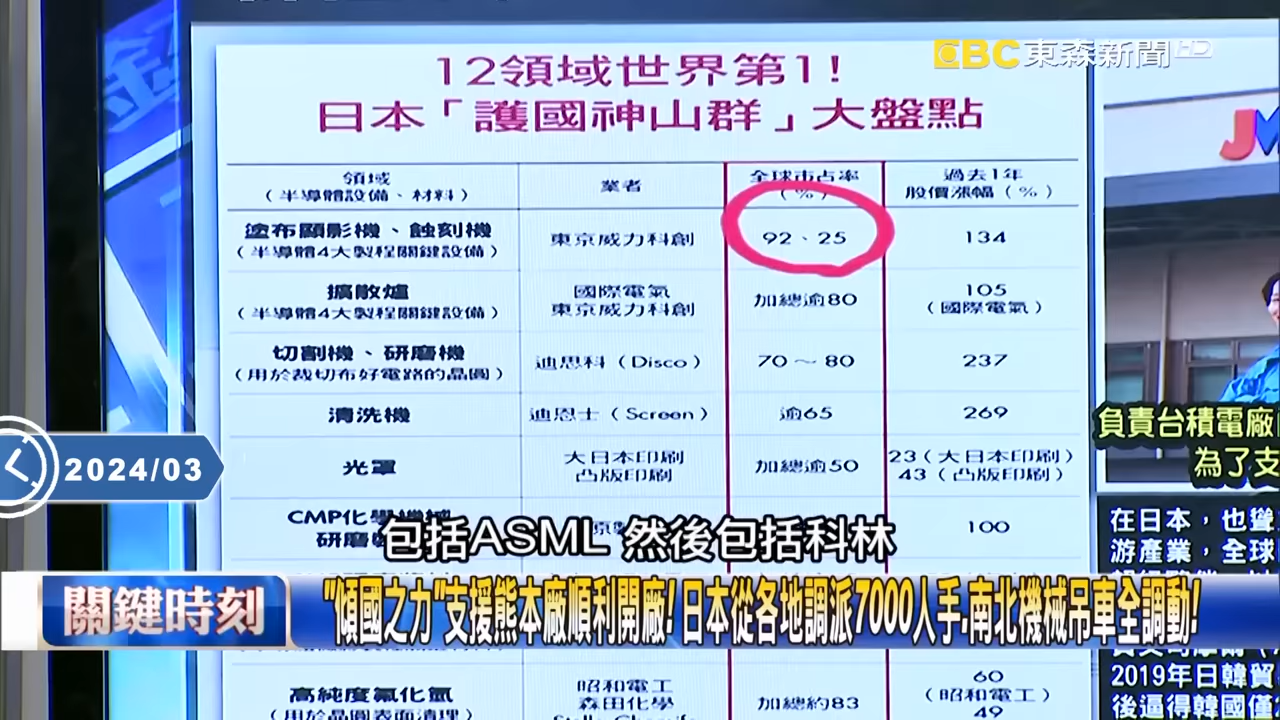 EBC 東森新聞 HD
12領域世界第1！
日本「護國神山群」大盤點
領域
（半導體設備、材料）
業者
全球市占率
（%）
過去1年
股價漲幅（%）
塗布顯影機、蝕刻機
（半導體4大製程關鍵設備）
東京威力科創
92、25
134
擴散爐
（半導體4大製程關鍵設備）
國際電氣
東京威力科創
加總逾80
105
（國際電氣）
切割機、研磨機
（用於裁切布好電路的晶圓）
迪思科（Disco）
70～80
237
清洗機
迪恩士（Screen）
逾65
269
光罩
大日本印刷
凸版印刷
加總逾50
23（大日本印刷）
43（凸版印刷）
CMP化學機械
研磨
100
2024/03
負責台積電廠
為了支
在日本，也聳
游產業，全球
包括ASML 然後包括科林
關鍵時刻
"傾國之力"支援熊本廠順利開廠！日本從各地調派7000人手，南北機械吊車全調動！
高純度氟化氫
（用於晶圓表面清理）
昭和電工
森田化學
加總約83
60
（昭和電工）
49
2019年日韓貿
後逼得韓國僅